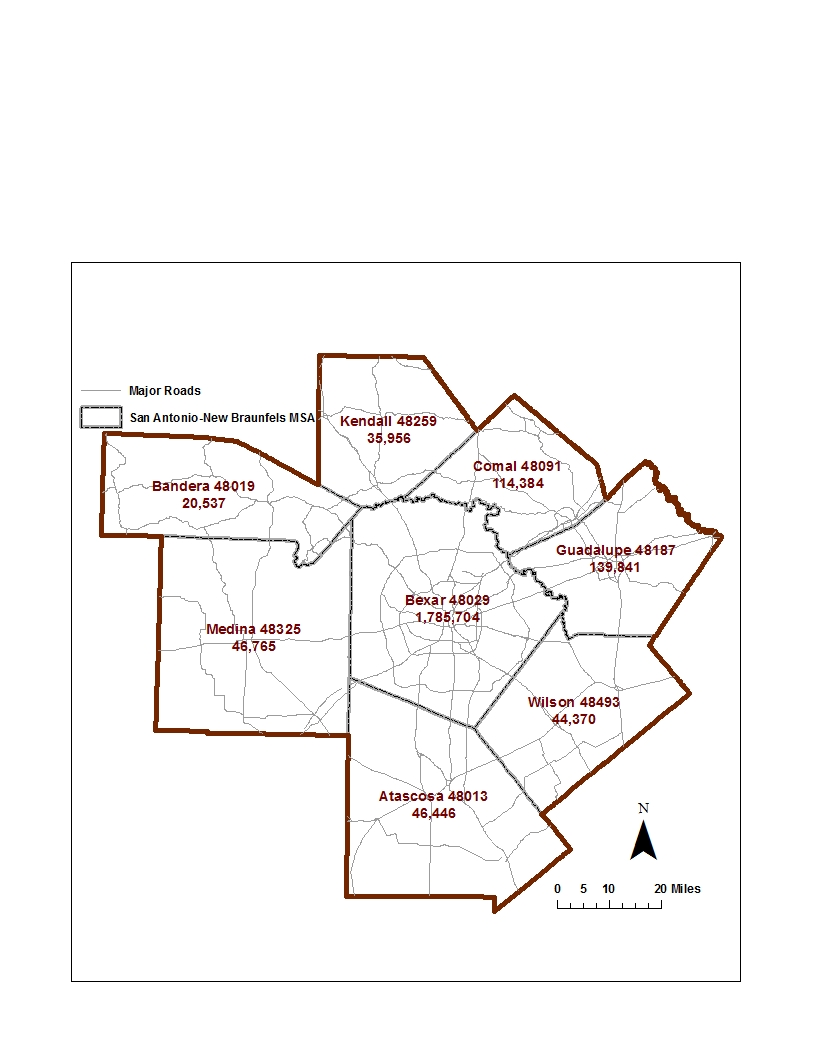 Major Roads
San Antonio-New Braunfels MSA
Kendall 48259
35,956
Comal 48091
114,384
Bandera 48019
20,537
Guadalupe 48187
139,841
Bexar 48029
1,785,704
Medina 48325
46,765
Wilson 48493
44,370
Atascosa 48013
46,446
N
0 5 10 20 Miles